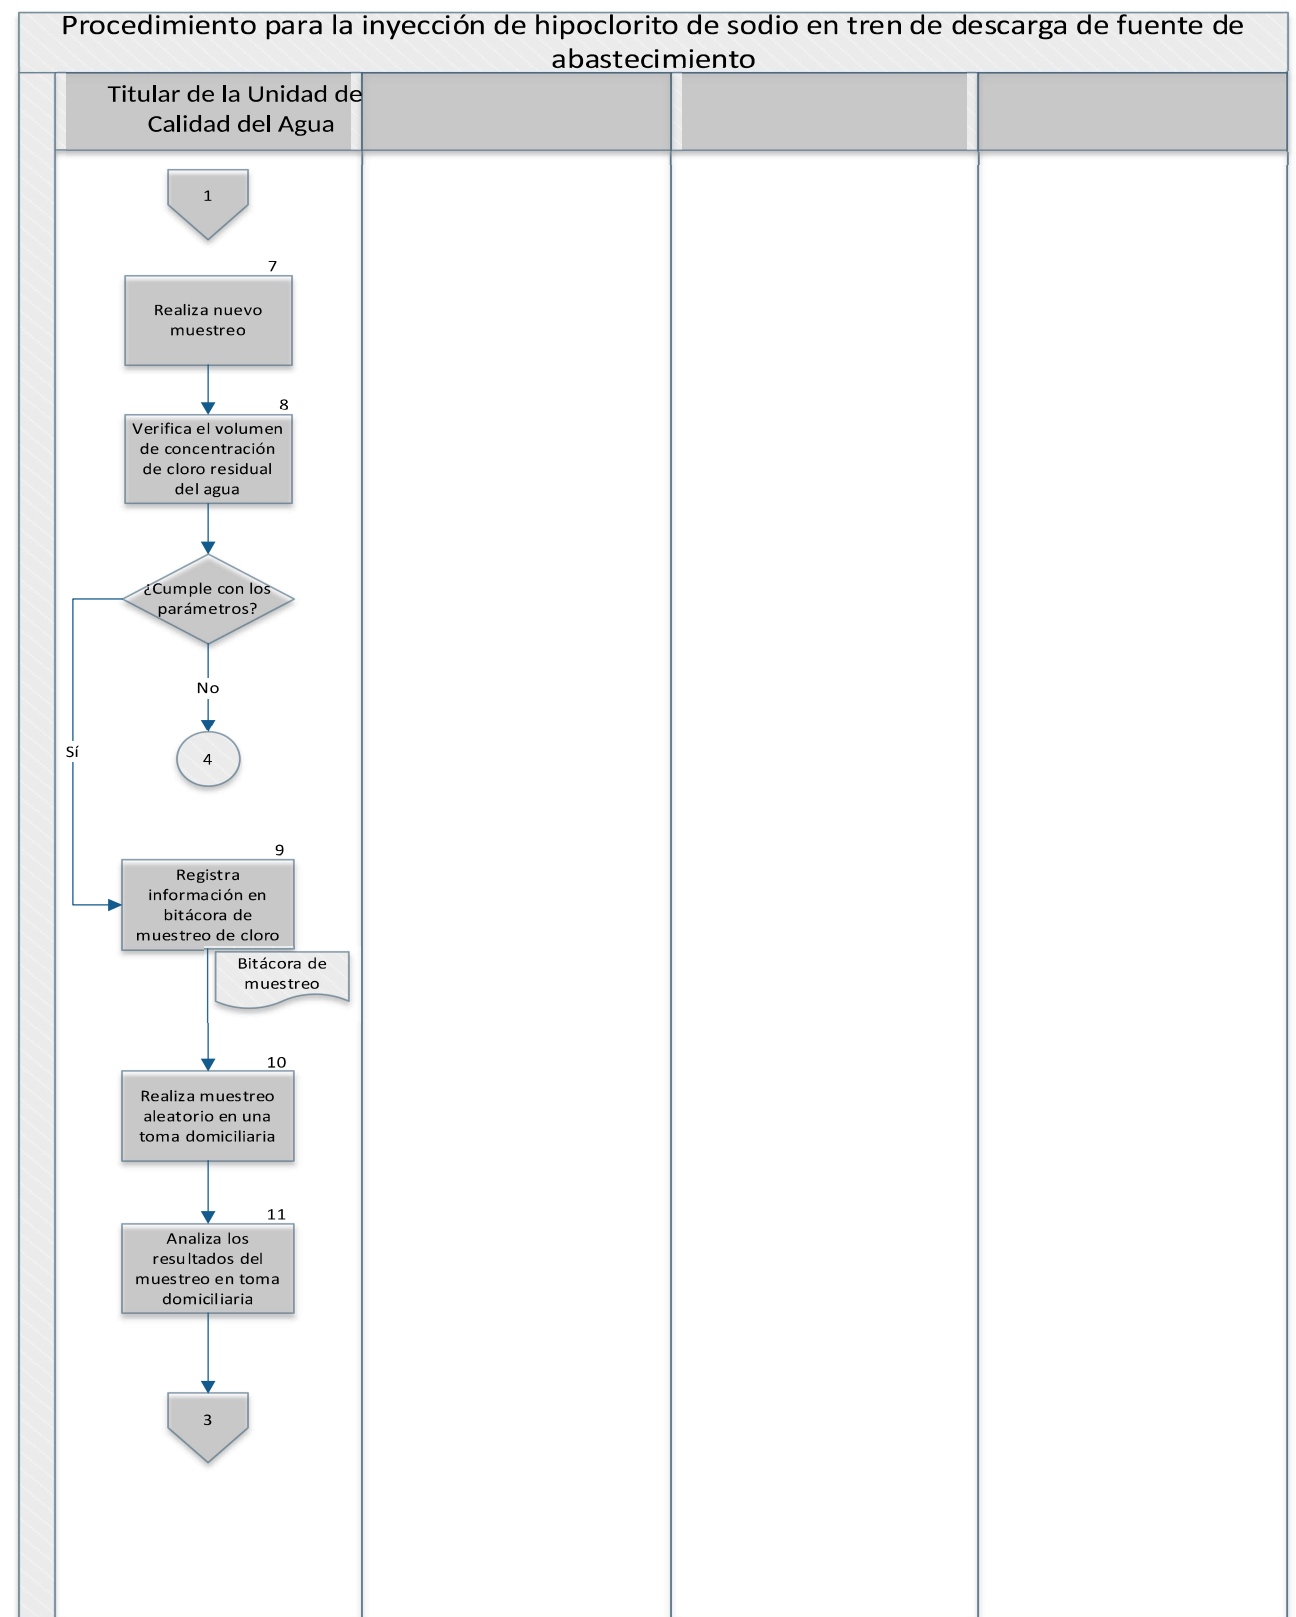 Procedimiento para la inyección de hipoclorito de sodio en tren de descarga de fuente de
abastecimiento
Titular de la Unidad de
Calidad del Agua
1
7
Realiza nuevo
muestreo
8
Verifica el volumen
de concentración
de cloro residual
del agua
¿Cumple con los
parámetros?
No
Sí
4
9
Registra
información en
bitácora de
muestreo de cloro
Bitácora de
muestreo
10
Realiza muestreo
aleatorio en una
toma domiciliaria
11
Analiza los
resultados del
muestreo en toma
domiciliaria
3